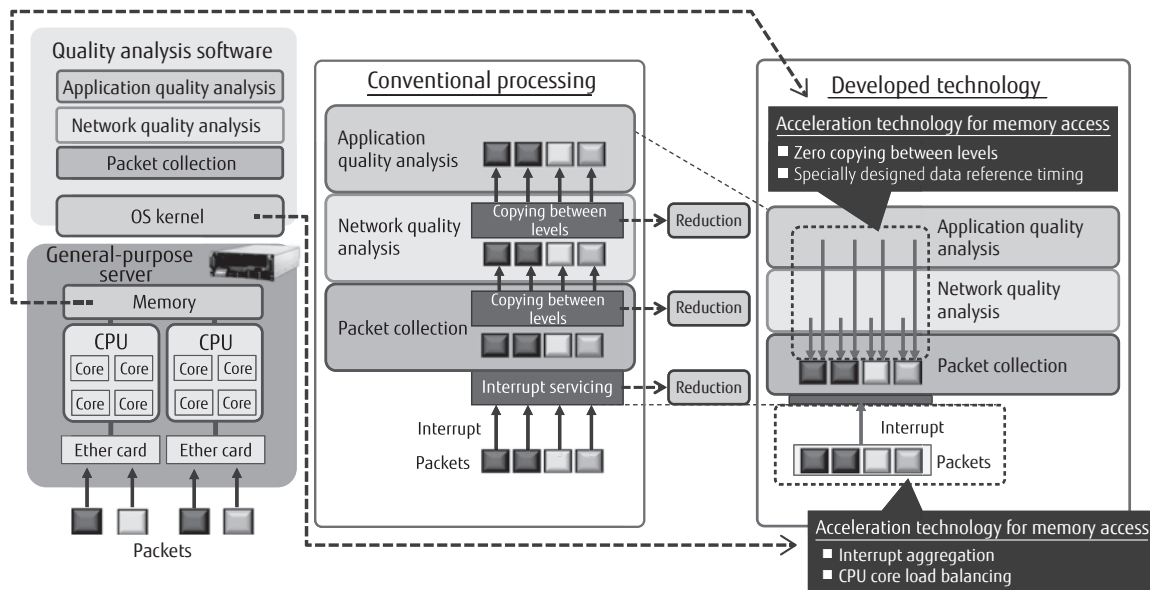 Quality analysis software
Application quality analysis
Network quality analysis
Packet collection
OS kernel
General-purpose
server
Memory
CPU
CPU
Core
Core
Core
Core
Core
Core
Core
Core
Ether card
Ether card
Packets
Conventional processing
Application
quality analysis
Copying between
levels
Reduction
Network quality
analysis
Copying between
levels
Reduction
Packet collection
Interrupt servicing
Reduction
Interrupt
Packets
Developed technology
Acceleration technology for memory access
Zero copying between levels
Specially designed data reference timing
Application quality
analysis
Network quality
analysis
Packet collection
Interrupt
Packets
Acceleration technology for memory access
Interrupt aggregation
CPU core load balancing